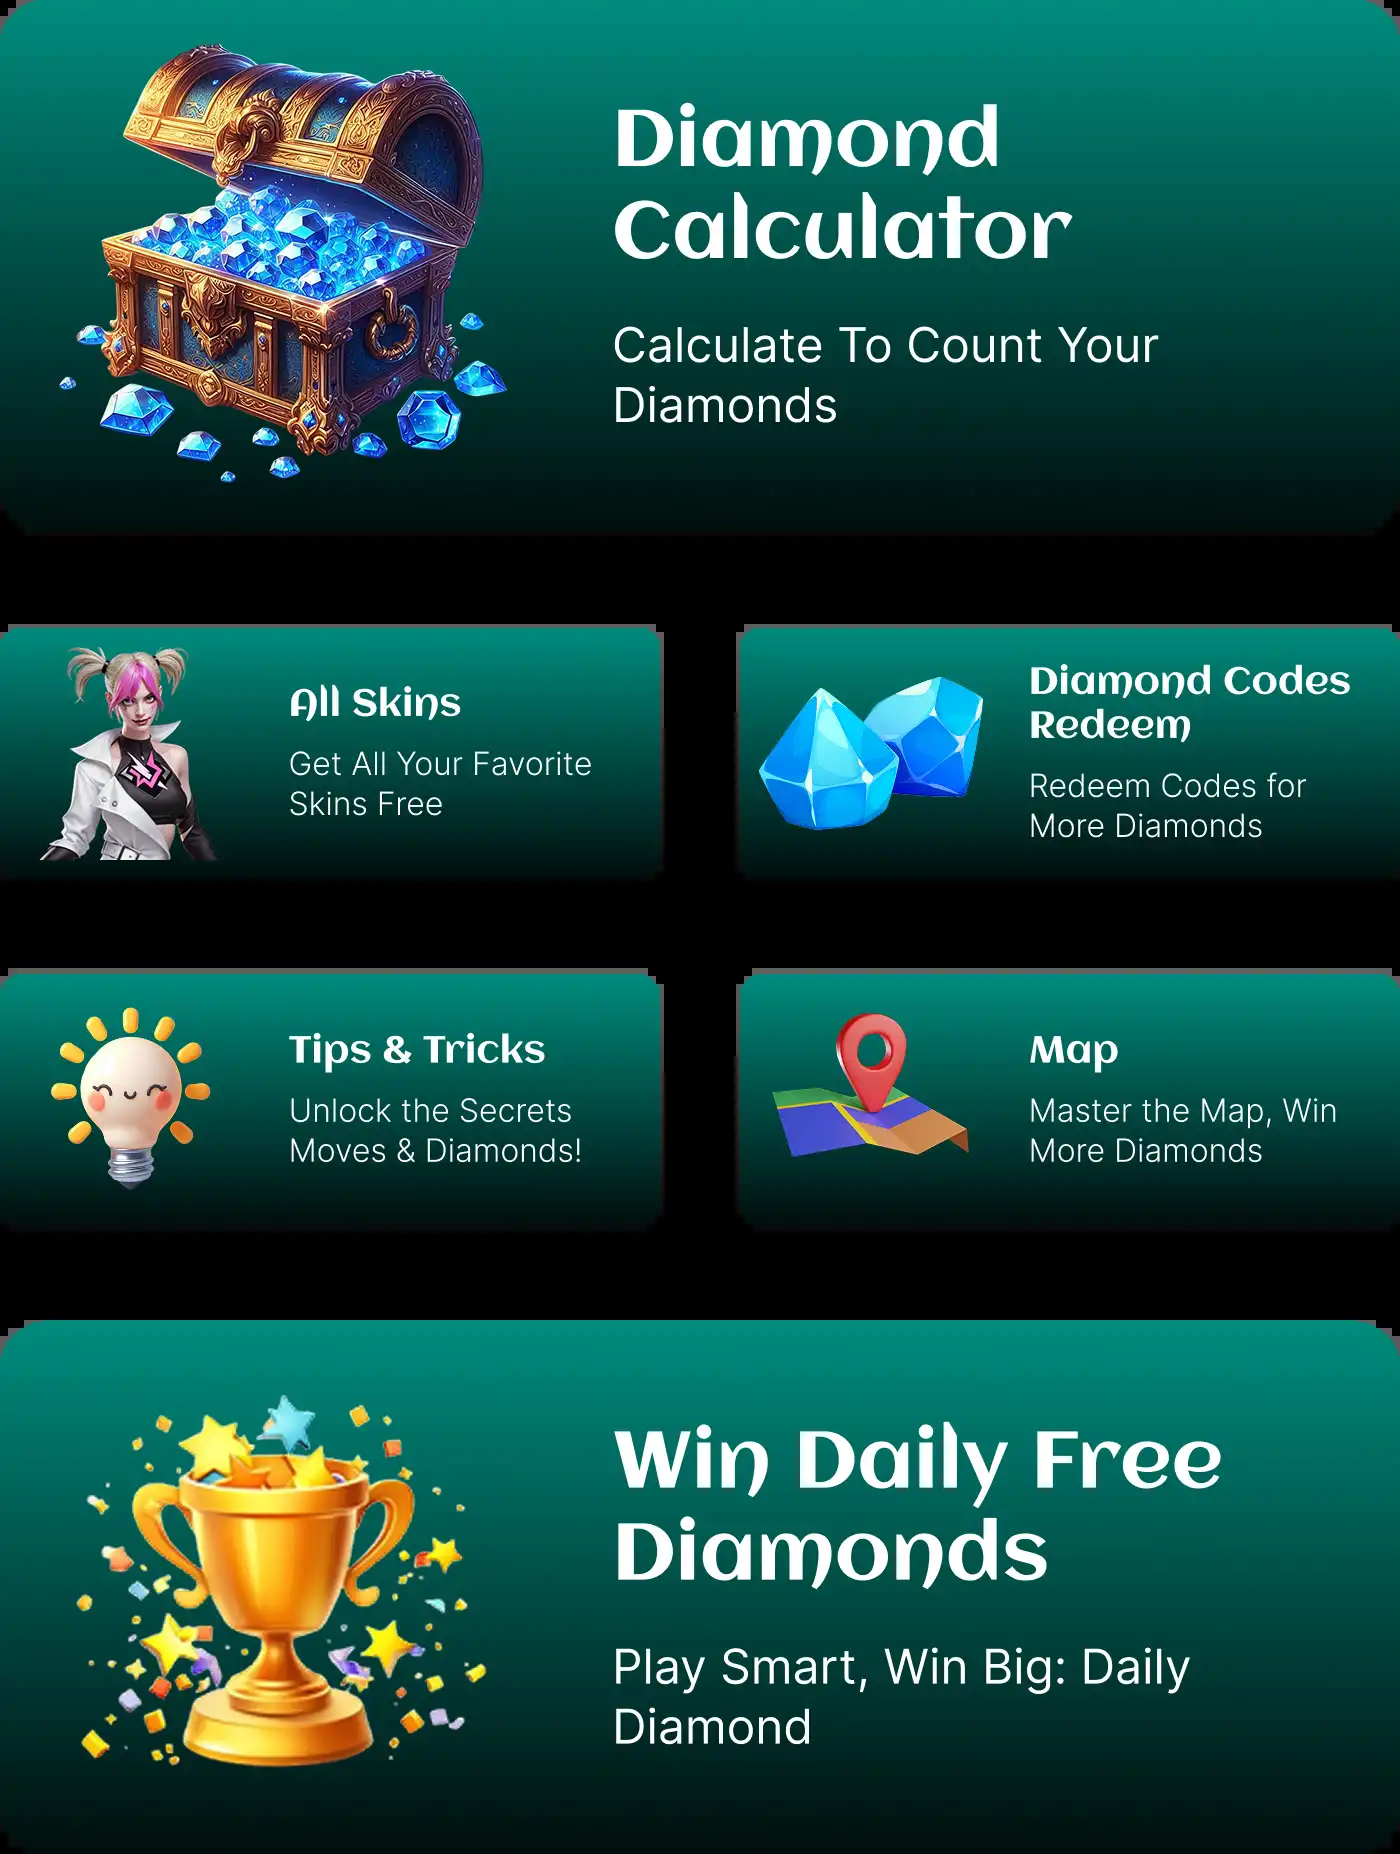 Diamond
Calculator
Calculate To Count Your
Diamonds
All Skins
Get All Your Favorite
Skins Free
Diamond Codes
Redeem
Redeem Codes for
More Diamonds
Tips & Tricks
Unlock the Secrets
Moves & Diamonds!
Map
Master the Map, Win
More Diamonds
Win Daily Free
Diamonds
Play Smart, Win Big: Daily
Diamond